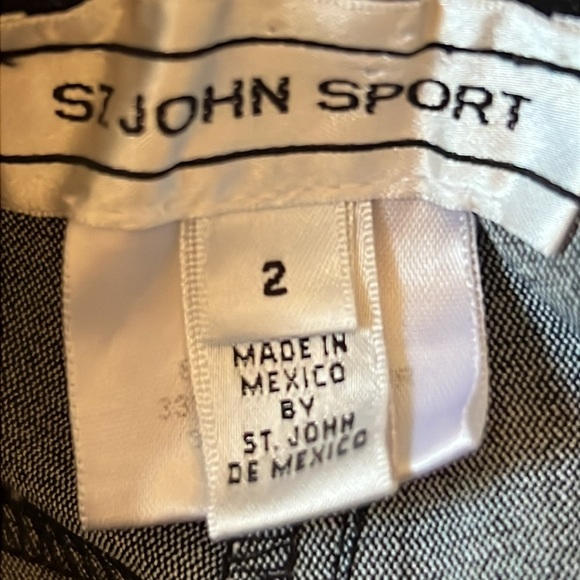 ST. JOHN SPORT
2
MADE IN
MEXICO
BY
ST. JOHN
DE MEXICO